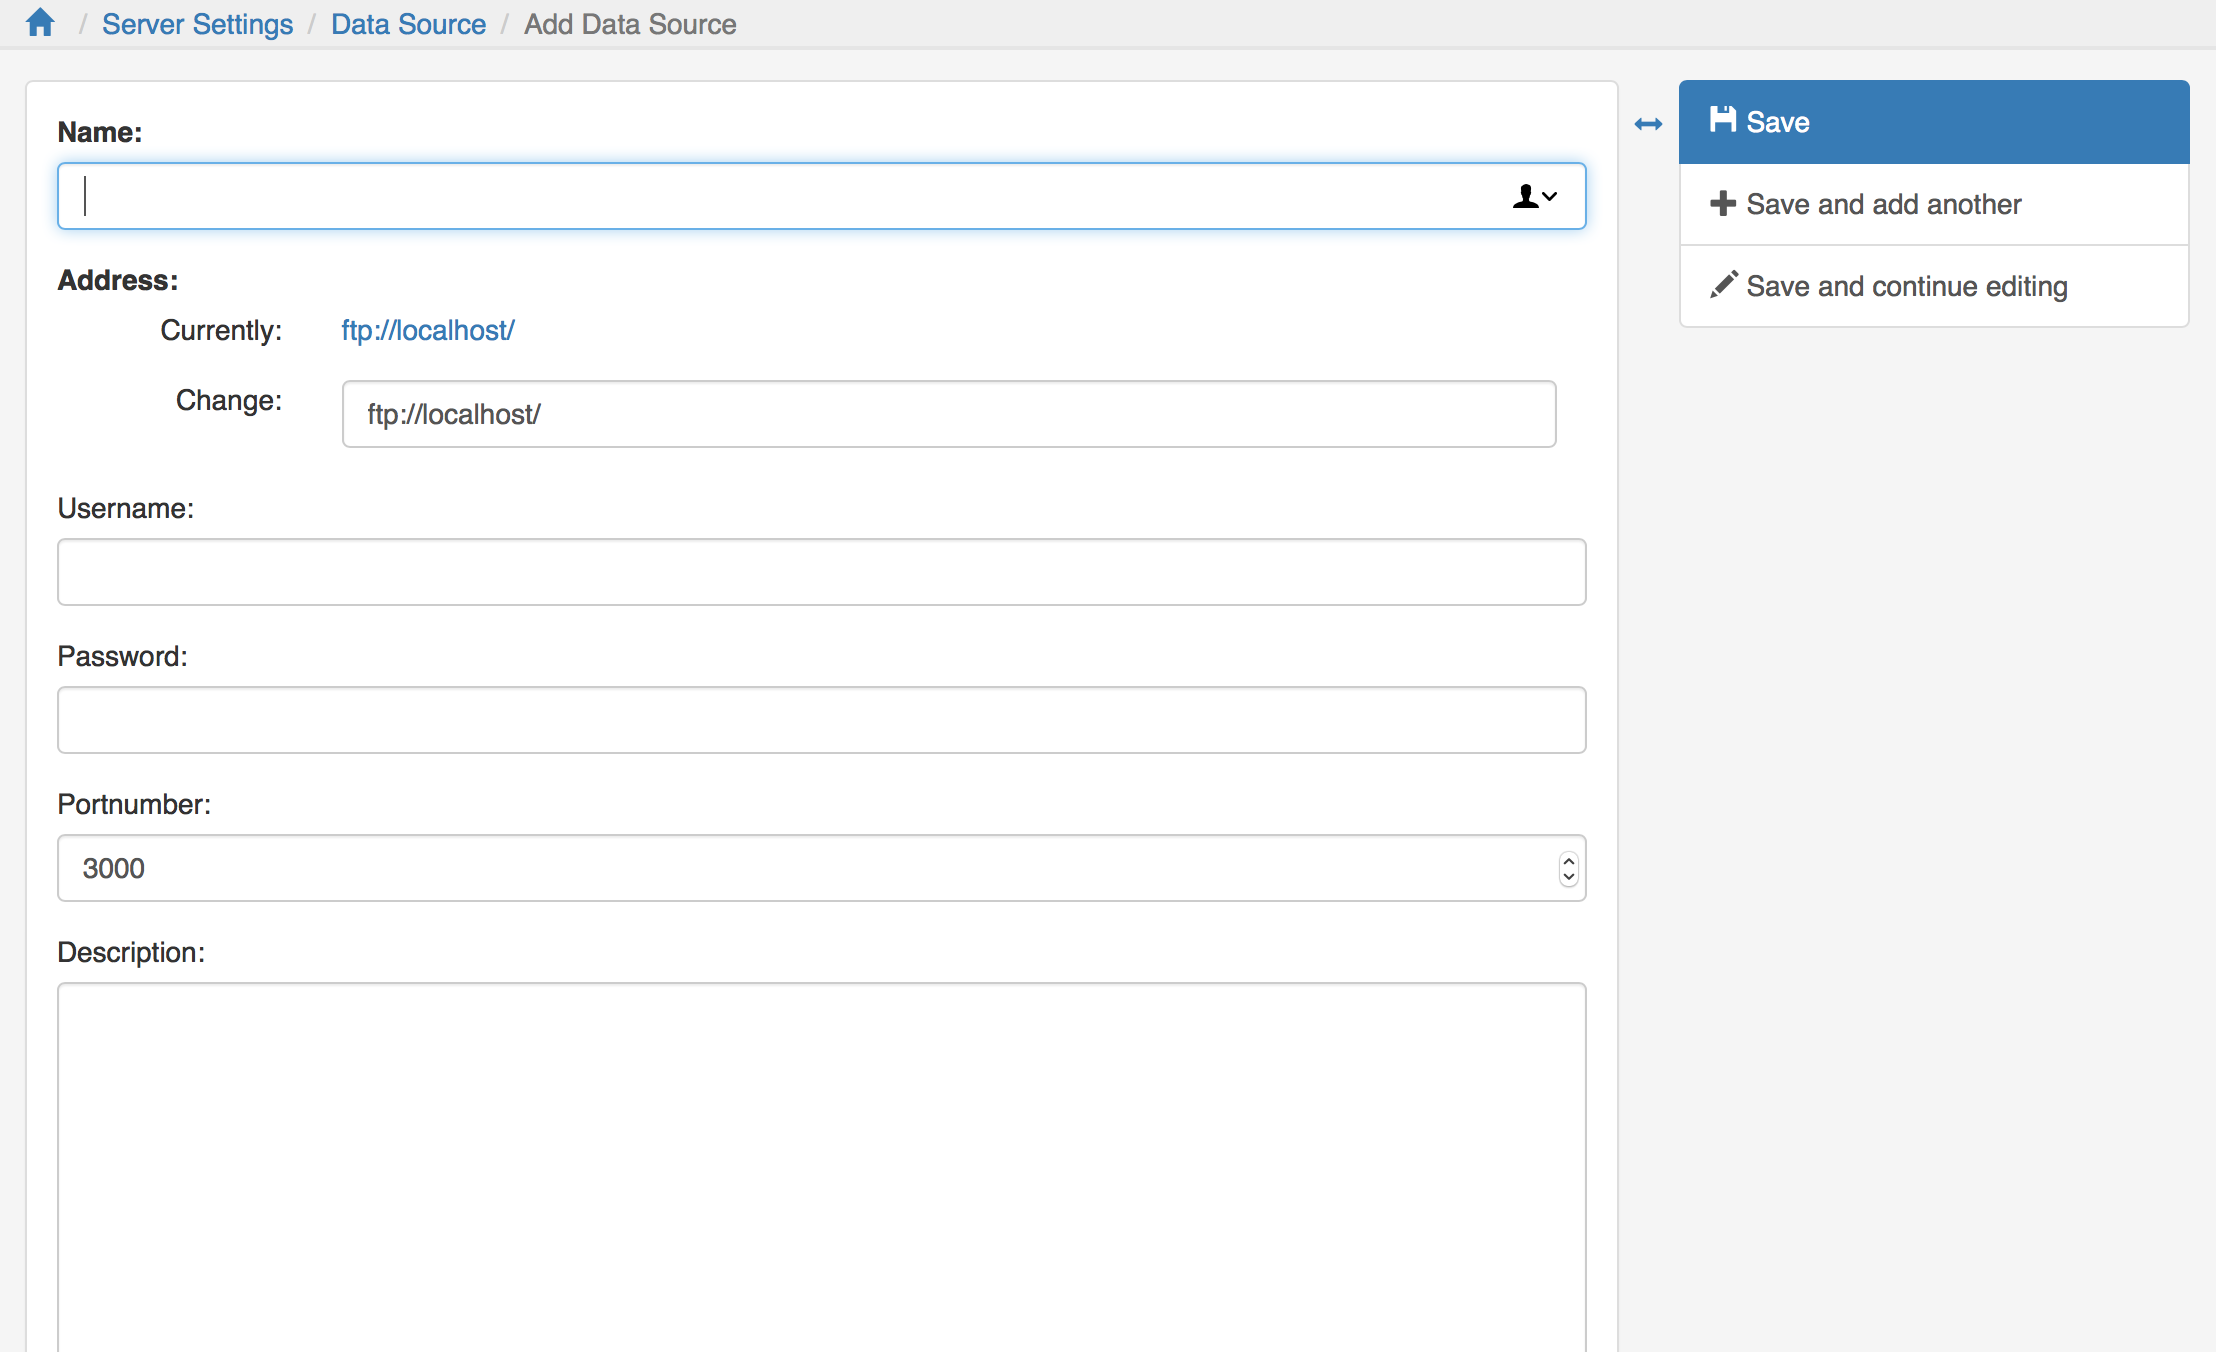 / Server Settings / Data Source / Add Data Source
Name:
Address:
Currently: ftp://localhost/
Change: ftp://localhost/
Username:
Password:
Portnumber:
3000
Description:
Save
Save and add another
Save and continue editing